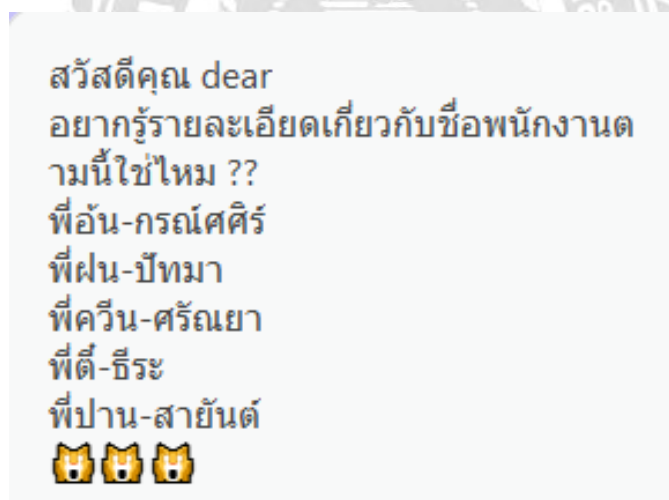 สวัสดีคุณ dear
อยากรู้รายละเอียดเกี่ยวกับชื่อพนักงานต
ามนี้ใช่ไหม ??
พี่อ้น-กรณ์ศศิร์
พี่ฝน-ปัทมา
พี่ควีน-ศรัณยา
พี่ตี๋-ธีระ
พี่ปาน-สายันต์